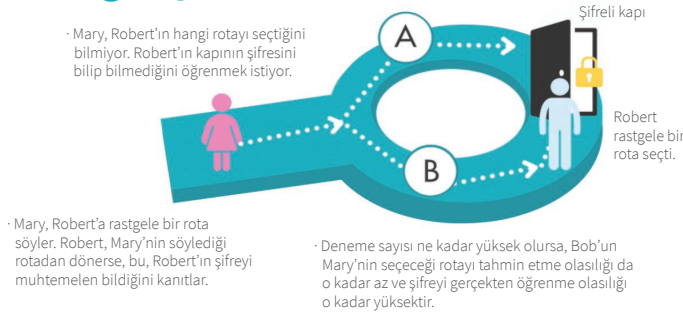 · Mary, Robert’ın hangi rotayı seçtiğini
bilmiyor. Robert’ın kapının şifresini
bilip bilmediğini öğrenmek istiyor.
Şifreli kapı
A
B
Robert
rastgele bir
rota seçti.
· Mary, Robert’a rastgele bir rota
söyler. Robert, Mary’nin söylediği
rotadan dönerse, bu, Robert’ın şifreyi
muhtemelen bildiğini kanıtlar.
· Deneme sayısı ne kadar yüksek olursa, Bob’un
Mary’nin seçeceği rotayı tahmin etme olasılığı da
o kadar az ve şifreyi gerçekten öğrenme olasılığı
o kadar yüksektir.